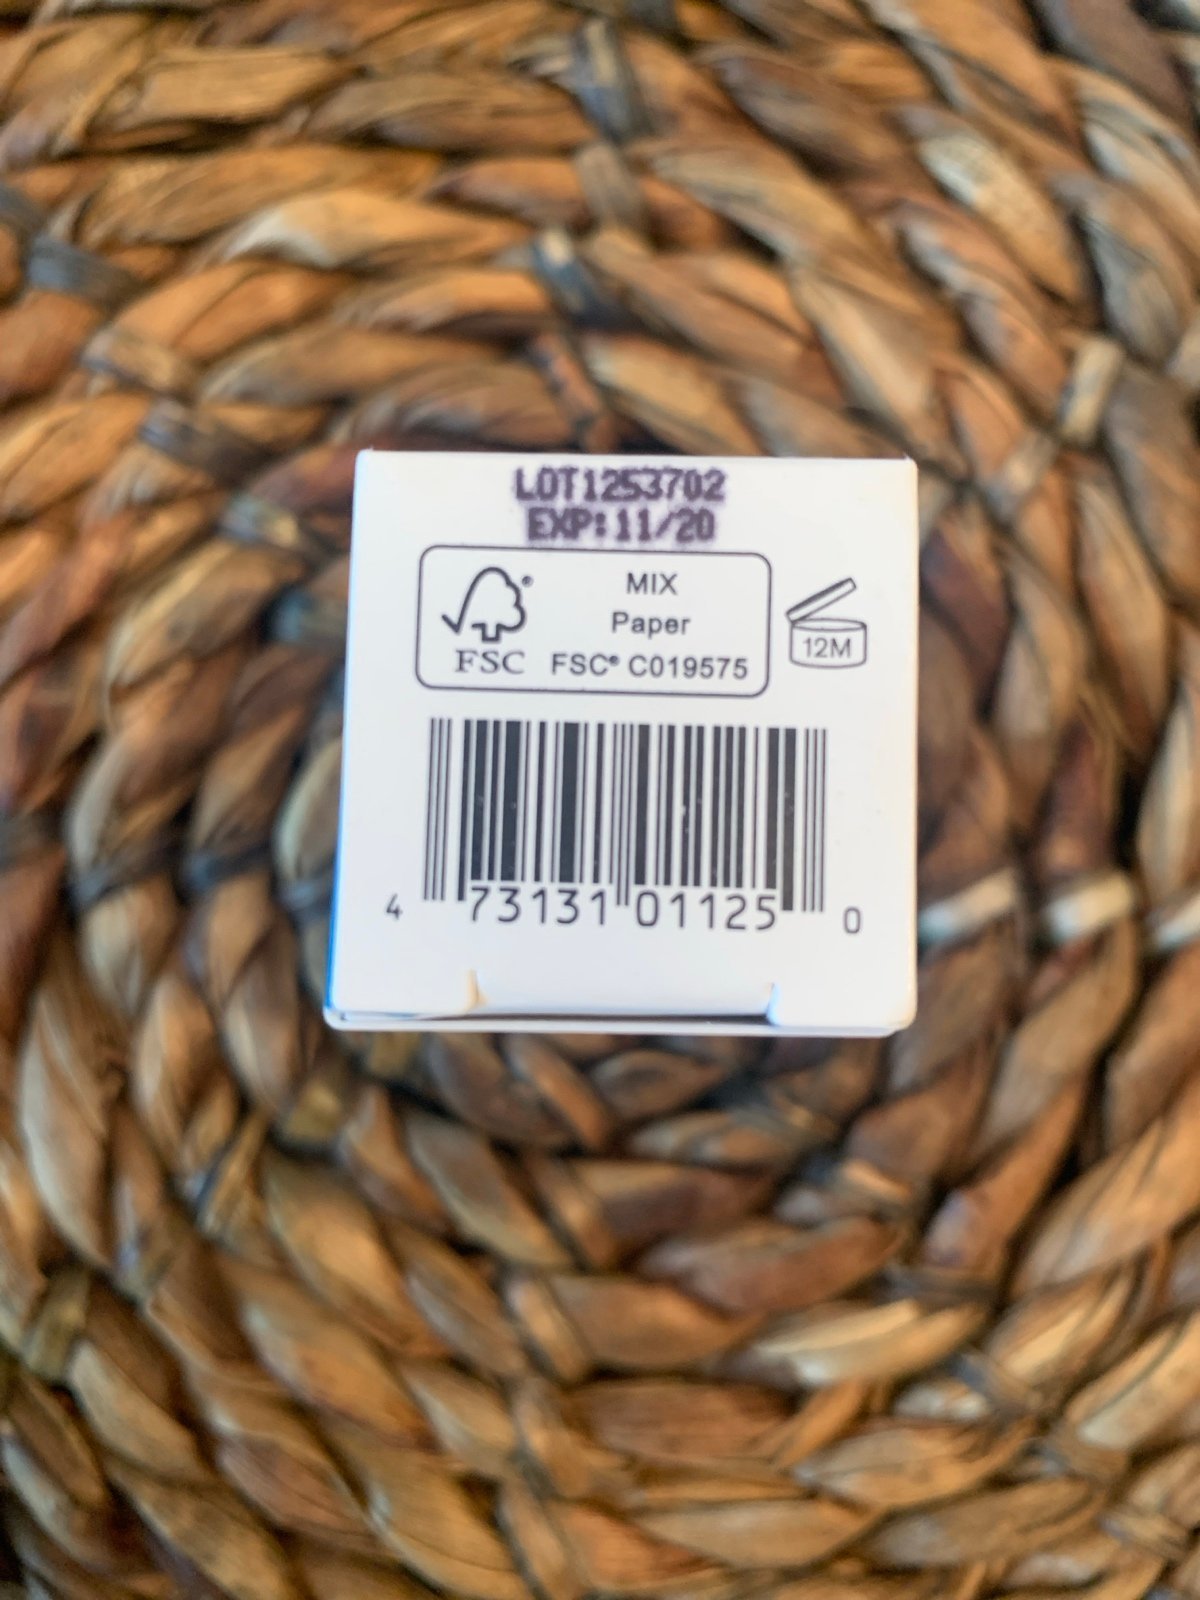 LOT1253702
EXP:11/20
MIX
Paper
FSC® C019575
FSC
®
12M
4 73131 01125 0